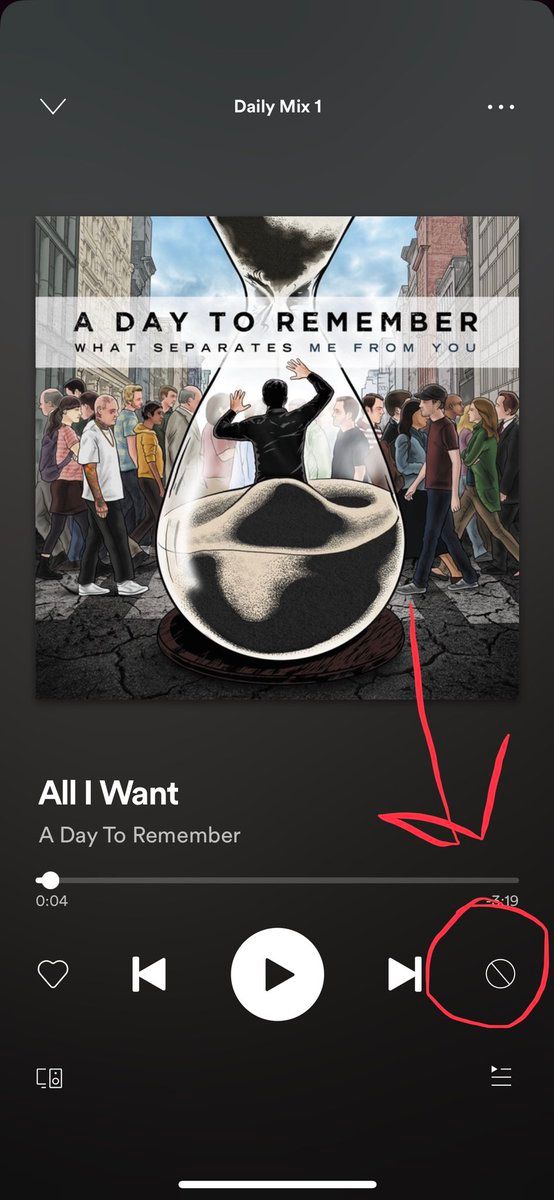 Daily Mix 1
A DAY TO REMEMBER
WHAT SEPARATES ME FROM YOU
All I Want
A Day To Remember
0:04
-3:19